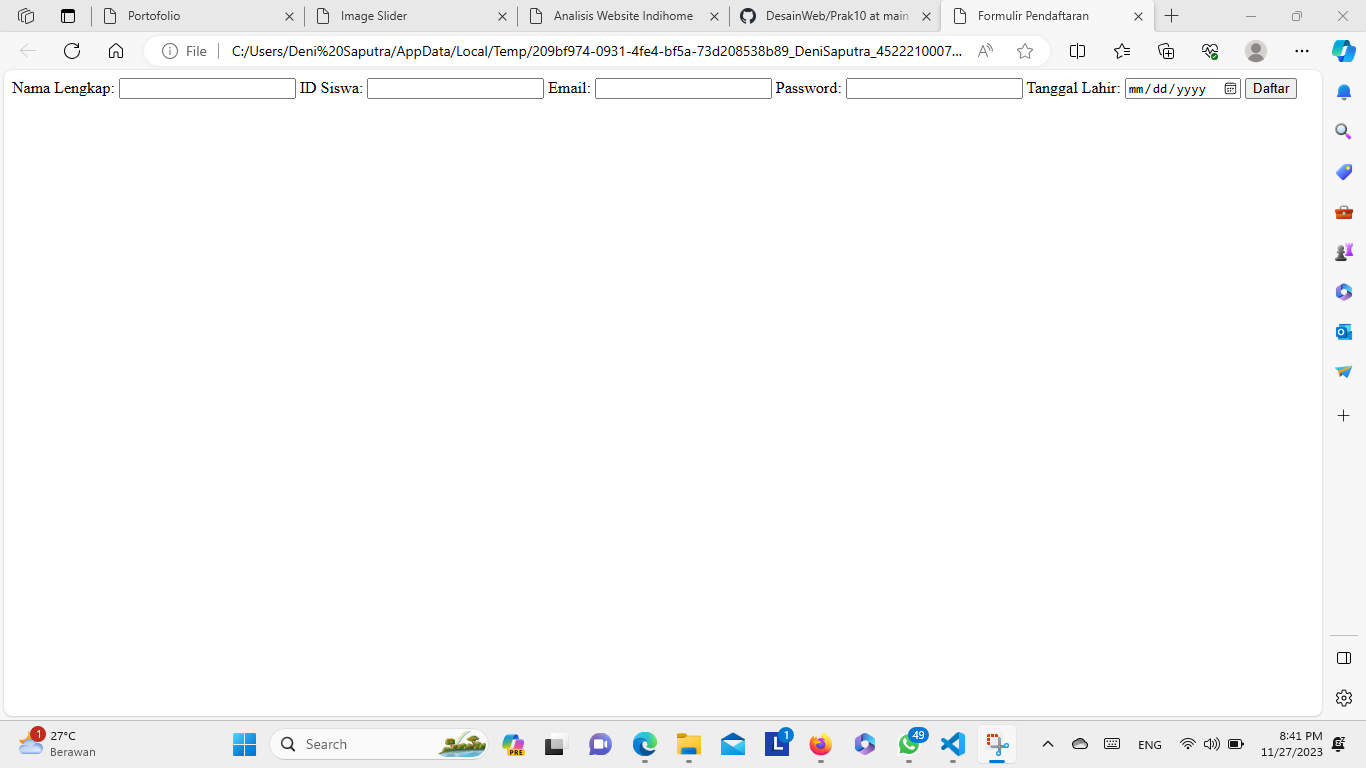 Portofolio
Image Slider
Analisis Website Indihome
DesainWeb/Prak10 at main
Formulir Pendaftaran
File
C:/Users/Deni%20Saputra/AppData/Local/Temp/209bf974-0931-4fe4-bf5a-73d208538b89_DeniSaputra_4522210007...
Nama Lengkap: ID Siswa: Email: Password: Tanggal Lahir: mm/dd/yyyy Daftar
1
27°C
Berawan
Search
PRE
L
1
49
ENG
8:41 PM
11/27/2023